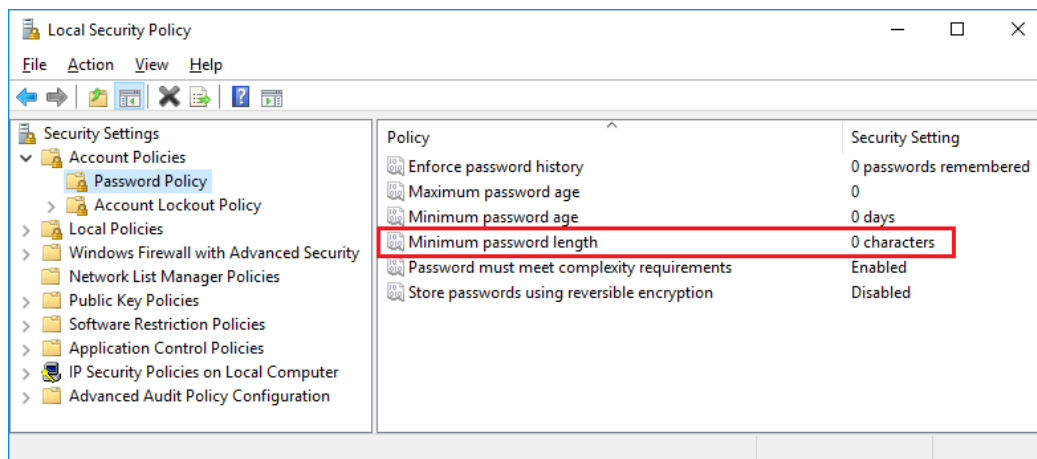 Local Security Policy
File Action View Help
Security Settings
Account Policies
Password Policy
Account Lockout Policy
Local Policies
Windows Firewall with Advanced Security
Network List Manager Policies
Public Key Policies
Software Restriction Policies
Application Control Policies
IP Security Policies on Local Computer
Advanced Audit Policy Configuration
Policy Security Setting
Enforce password history 0 passwords remembered
Maximum password age 0
Minimum password age 0 days
Minimum password length 0 characters
Password must meet complexity requirements Enabled
Store passwords using reversible encryption Disabled